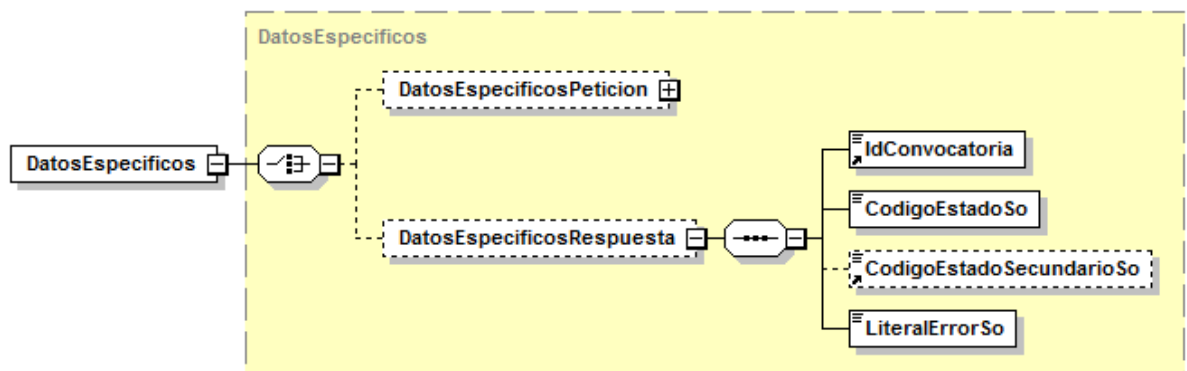 DatosEspecificos
DatosEspecificosPeticion
DatosEspecificos
IdConvocatoria
CodigoEstadoSo
DatosEspecificosRespuesta
CodigoEstadoSecundarioSo
LiteralErrorSo